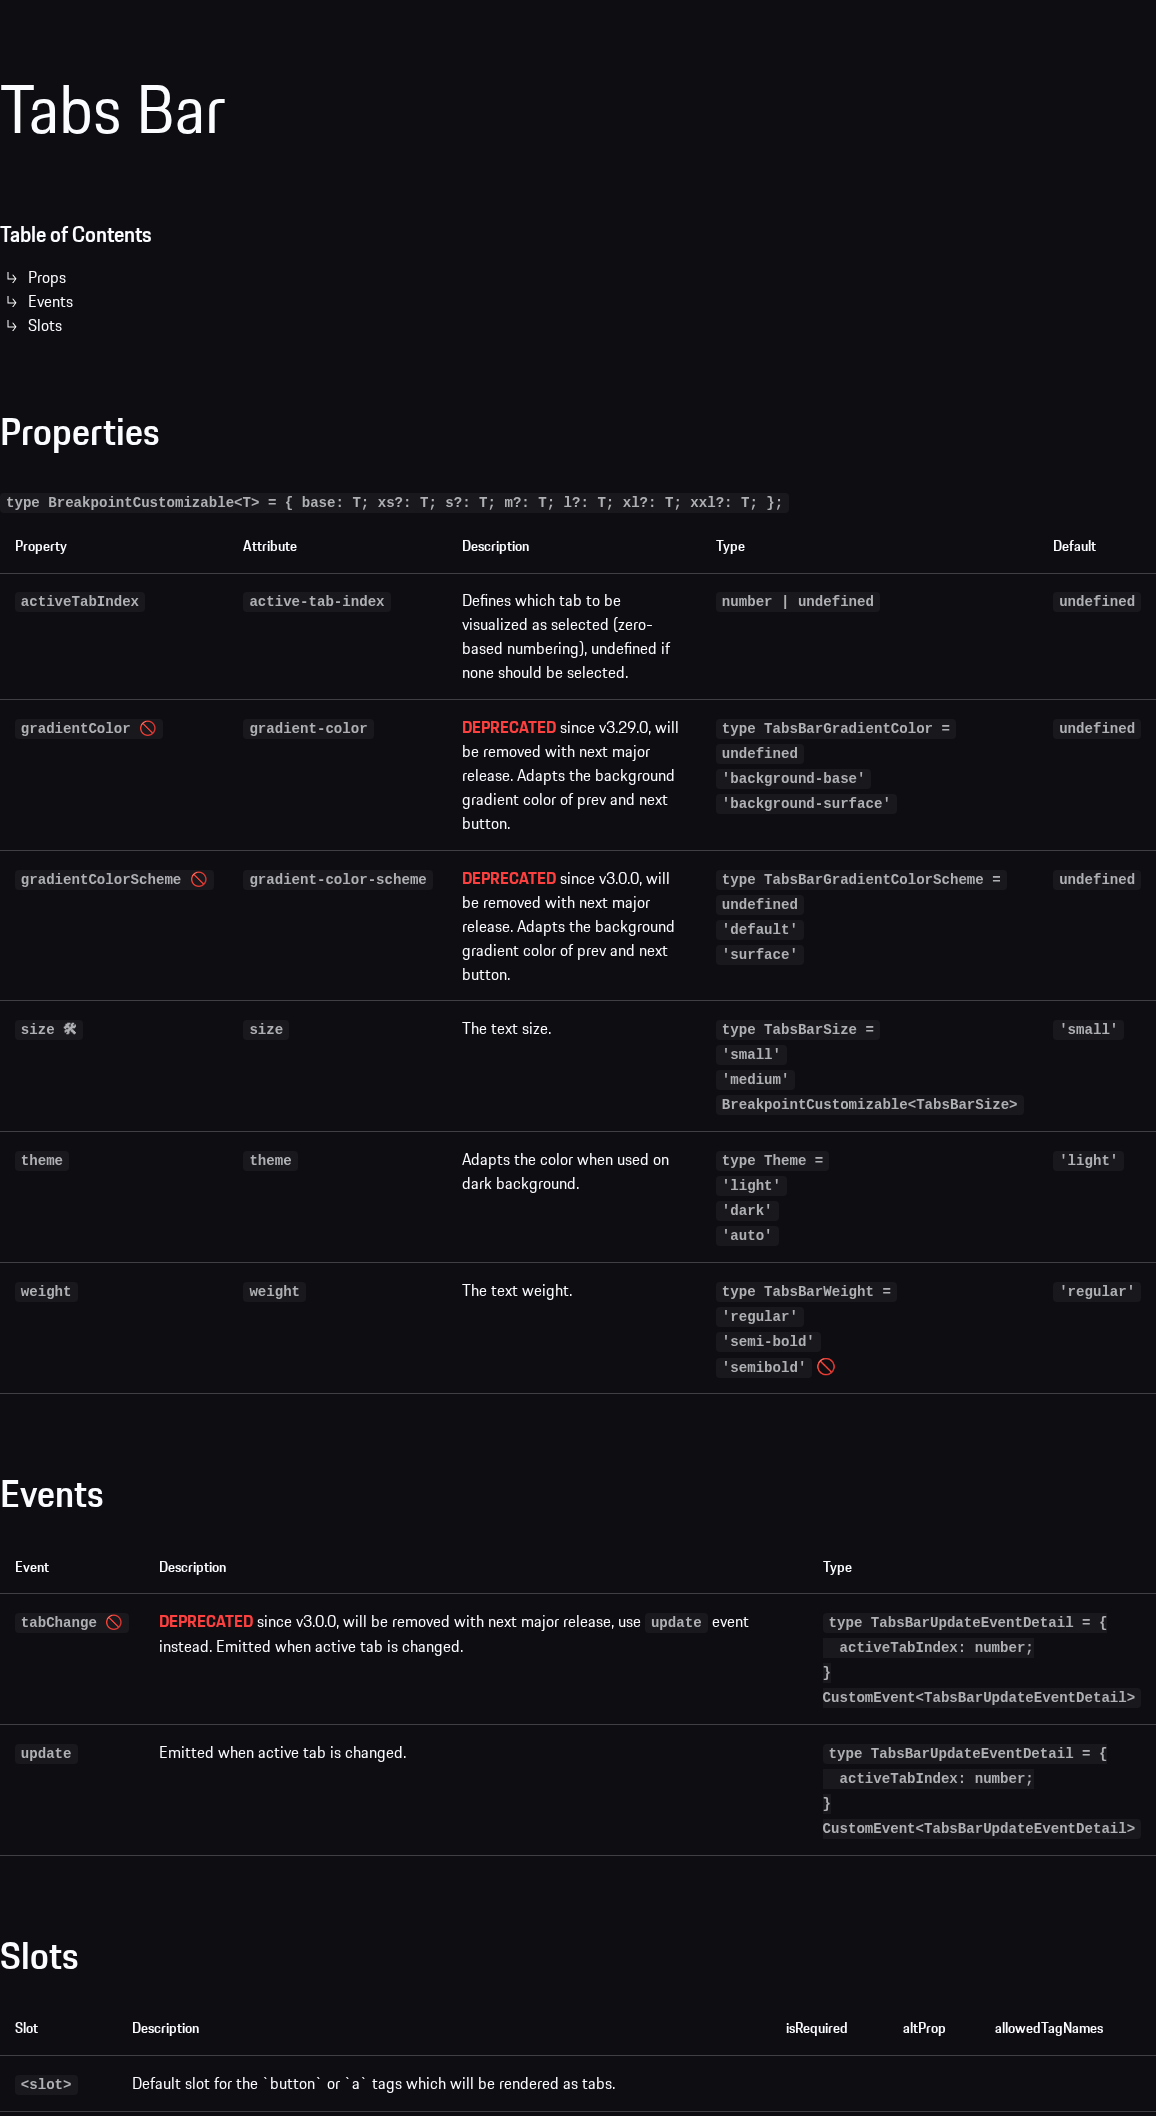 Tabs Bar
Table of Contents
↳ Props
↳ Events
↳ Slots
Properties
type BreakpointCustomizable<T> = { base: T; xs?: T; s?: T; m?: T; l?: T; xl?: T; xxl?: T; };
Property Attribute Description Type Default
activeTabIndex active-tab-index Defines which tab to be number | undefined undefined
visualized as selected (zero-
based numbering), undefined if
none should be selected.
gradientColor 🚫 gradient-color DEPRECATED since v3.29.0, will type TabsBarGradientColor = undefined
be removed with next major undefined
release. Adapts the background 'background-base'
gradient color of prev and next 'background-surface'
button.
gradientColorScheme 🚫 gradient-color-scheme DEPRECATED since v3.0.0, will type TabsBarGradientColorScheme = undefined
be removed with next major undefined
release. Adapts the background 'default'
gradient color of prev and next 'surface'
button.
size 🛠 size The text size. type TabsBarSize = 'small'
'small'
'medium'
BreakpointCustomizable<TabsBarSize>
theme theme Adapts the color when used on type Theme = 'light'
dark background. 'light'
'dark'
'auto'
weight weight The text weight. type TabsBarWeight = 'regular'
'regular'
'semi-bold'
'semibold' 🚫
Events
Event Description Type
tabChange 🚫 DEPRECATED since v3.0.0, will be removed with next major release, use update event type TabsBarUpdateEventDetail = {
instead. Emitted when active tab is changed. activeTabIndex: number;
}
CustomEvent<TabsBarUpdateEventDetail>
update Emitted when active tab is changed. type TabsBarUpdateEventDetail = {
activeTabIndex: number;
}
CustomEvent<TabsBarUpdateEventDetail>
Slots
Slot Description isRequired altProp allowedTagNames
<slot> Default slot for the `button` or `a` tags which will be rendered as tabs.